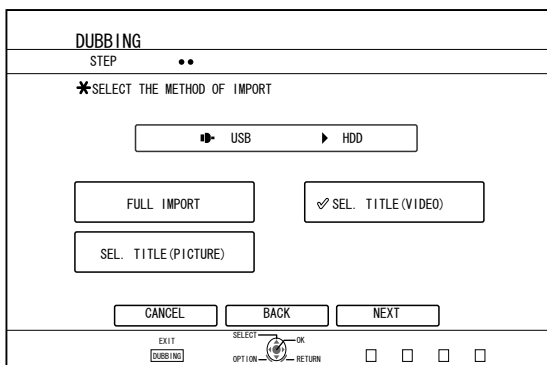 DUBBING
STEP
SELECT THE METHOD OF IMPORT
USB HDD
FULL IMPORT SEL. TITLE(VIDEO)
SEL. TITLE(PICTURE)
CANCEL BACK NEXT
EXIT SELECT OK
DUBBING OPTION RETURN